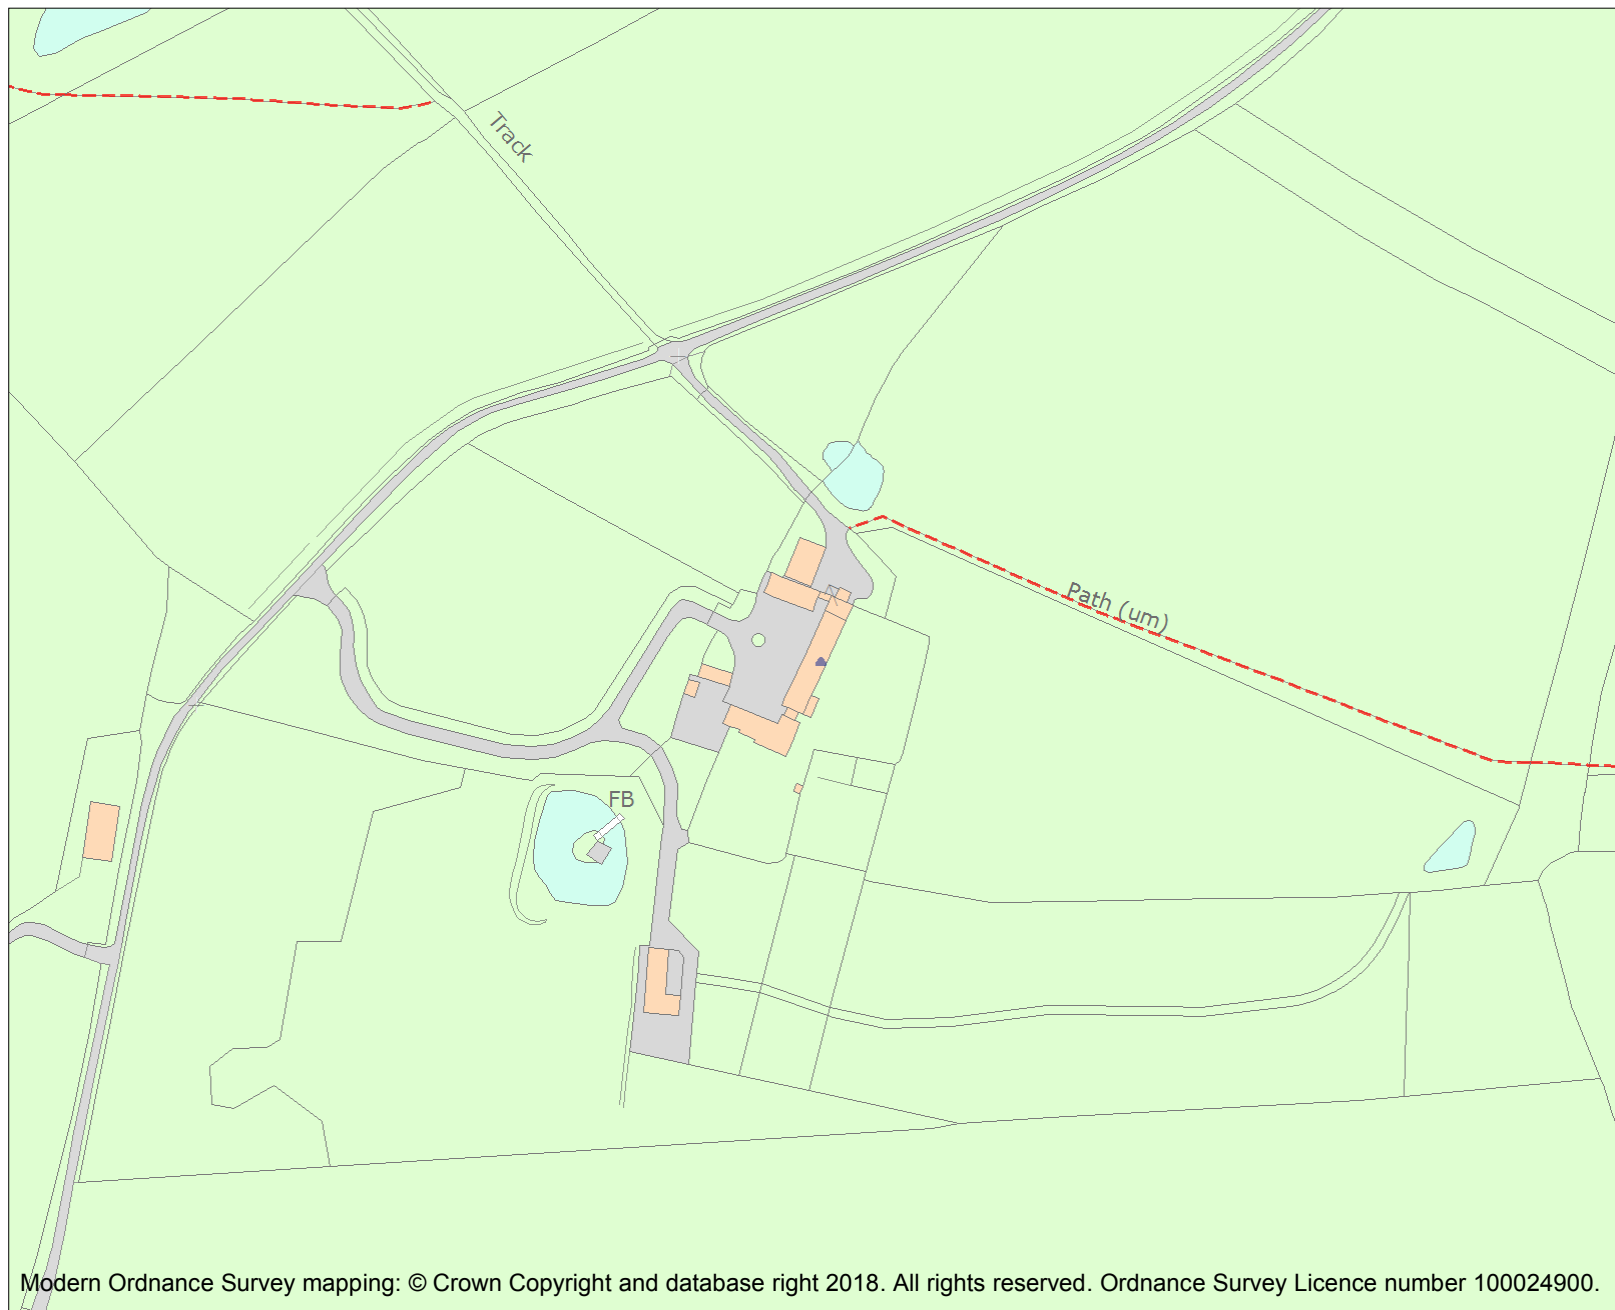 Track
Path (um)
FB
Modern Ordnance Survey mapping: © Crown Copyright and database right 2018. All rights reserved. Ordnance Survey Licence number 100024900.